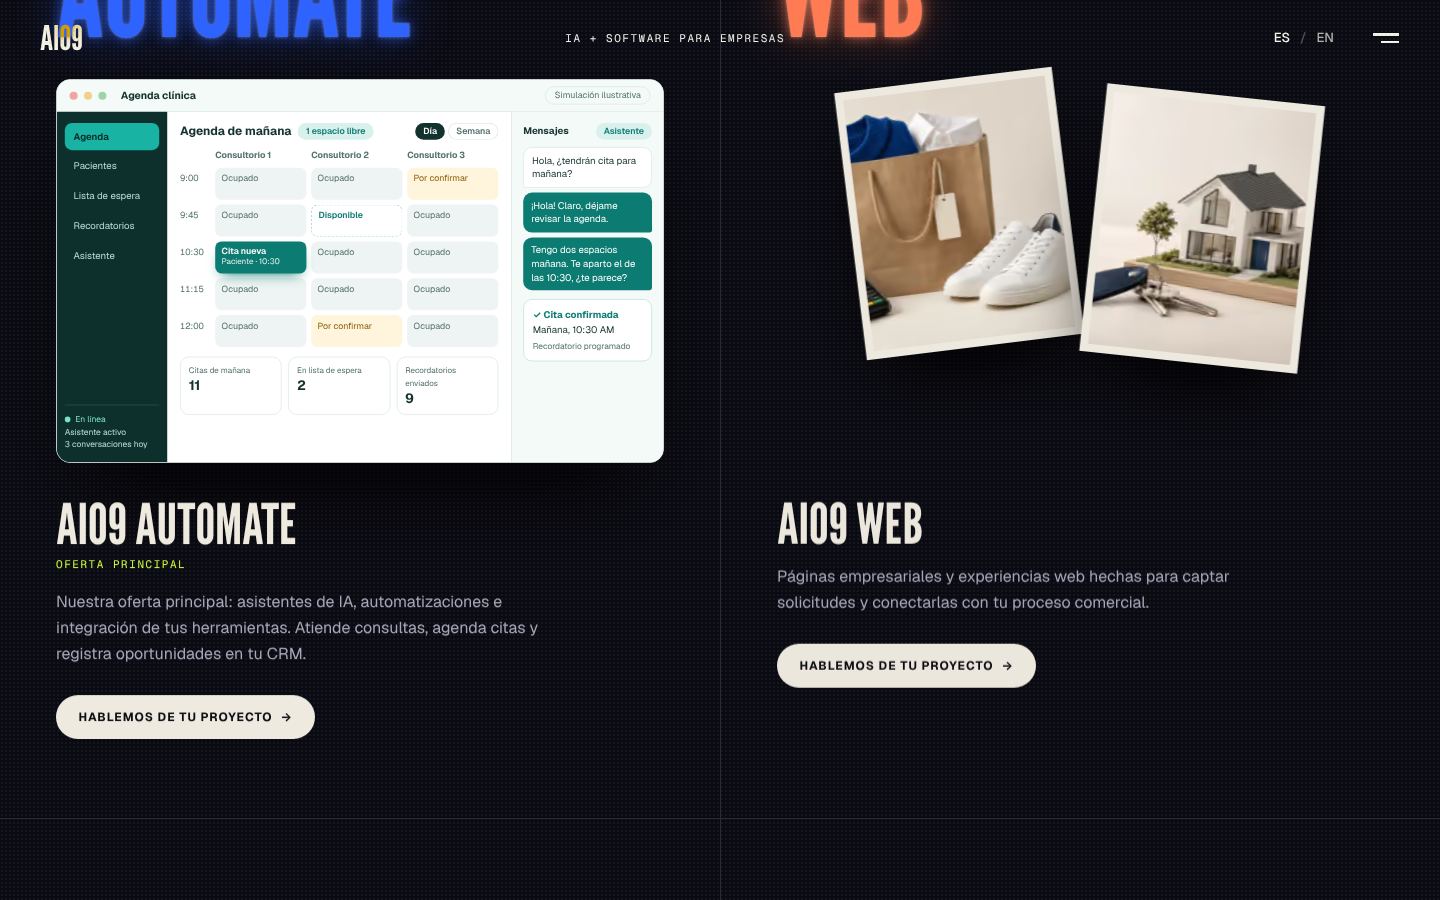 AUTOMATE
WEB
AI09
IA + SOFTWARE PARA EMPRESAS
ES / EN
Agenda clínica
Simulación ilustrativa
Agenda
Pacientes
Lista de espera
Recordatorios
Asistente
En línea
Asistente activo
3 conversaciones hoy
Agenda de mañana
1 espacio libre
Día
Semana
Consultorio 1
Consultorio 2
Consultorio 3
9:00
Ocupado
Ocupado
Por confirmar
9:45
Ocupado
Disponible
Ocupado
10:30
Cita nueva
Paciente · 10:30
Ocupado
Ocupado
11:15
Ocupado
Ocupado
Ocupado
12:00
Ocupado
Por confirmar
Ocupado
Citas de mañana
11
En lista de espera
2
Recordatorios
enviados
9
Mensajes
Asistente
Hola, ¿tendrán cita para
mañana?
¡Hola! Claro, déjame
revisar la agenda.
Tengo dos espacios
mañana. Te aparto el de
las 10:30, ¿te parece?
✓ Cita confirmada
Mañana, 10:30 AM
Recordatorio programado
AI09 AUTOMATE
OFERTA PRINCIPAL
Nuestra oferta principal: asistentes de IA, automatizaciones e
integración de tus herramientas. Atiende consultas, agenda citas y
registra oportunidades en tu CRM.
HABLEMOS DE TU PROYECTO →
AI09 WEB
Páginas empresariales y experiencias web hechas para captar
solicitudes y conectarlas con tu proceso comercial.
HABLEMOS DE TU PROYECTO →